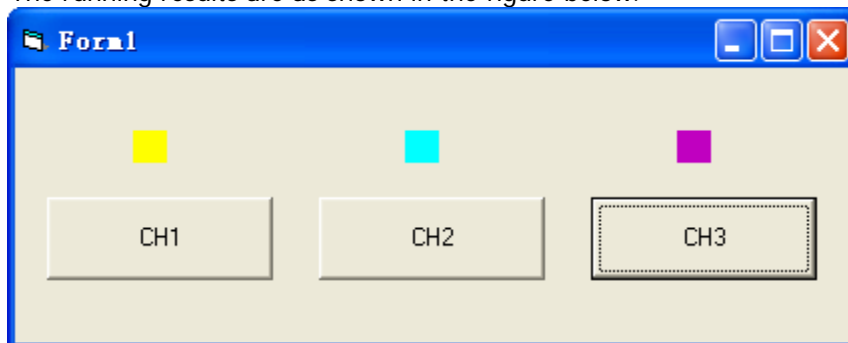 The running results are as shown in the figure below:
Form1
CH1 CH2 CH3